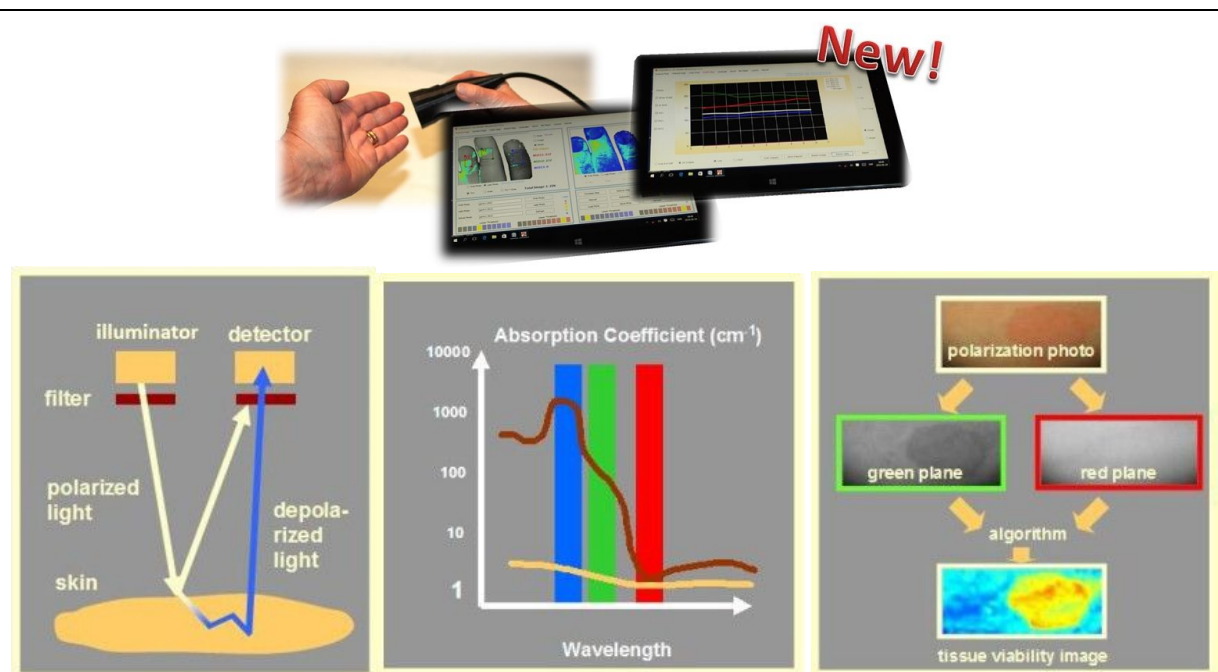 New!
illuminator detector
filter
polarized
light
depola-
rized
light
skin
Absorption Coefficient (cm-1)
10000
1000
100
10
1
Wavelength
polarization photo
green plane
red plane
algorithm
tissue viability image